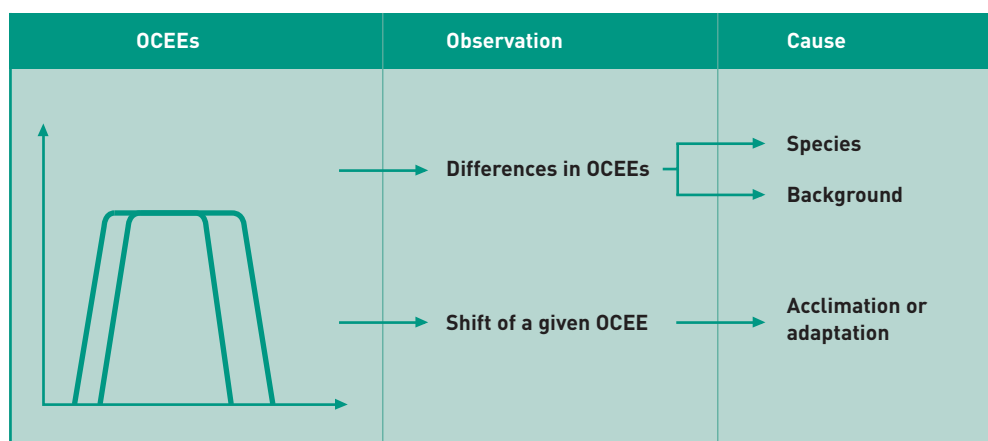 OCEEs
Observation
Cause
Differences in OCEEs
Species
Background
Shift of a given OCEE
Acclimation or
adaptation